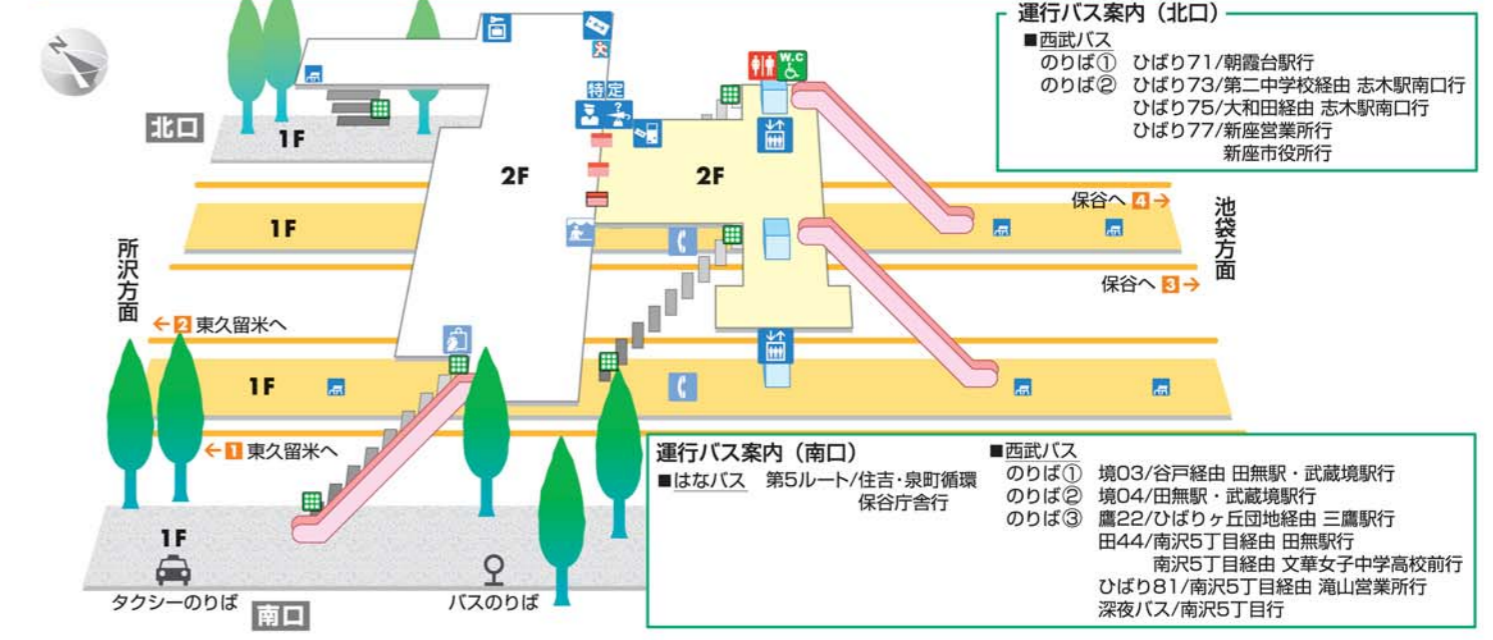 運行バス案内（北口）
■西武バス
のりば① ひばり71/朝霞台駅行
のりば② ひばり73/第二中学校経由 志木駅南口行
ひばり75/大和田経由 志木駅南口行
ひばり77/新座営業所行
新座市役所行
N
W.C
特定
?
北口
1F
2F
2F
保谷へ 4→
1F
池袋方面
所沢方面
保谷へ 3→
←2 東久留米へ
1F
←1 東久留米へ
運行バス案内（南口）
■はなバス 第5ルート/住吉・泉町循環
保谷庁舎行
■西武バス
のりば① 境03/谷戸経由 田無駅・武蔵境駅行
のりば② 境04/田無駅・武蔵境駅行
のりば③ 鷹22/ひばりヶ丘団地経由 三鷹駅行
田44/南沢5丁目経由 田無駅行
南沢5丁目経由 文華女子中学高校前行
ひばり81/南沢5丁目経由 滝山営業所行
深夜バス/南沢5丁目行
1F
タクシーのりば
バスのりば
南口